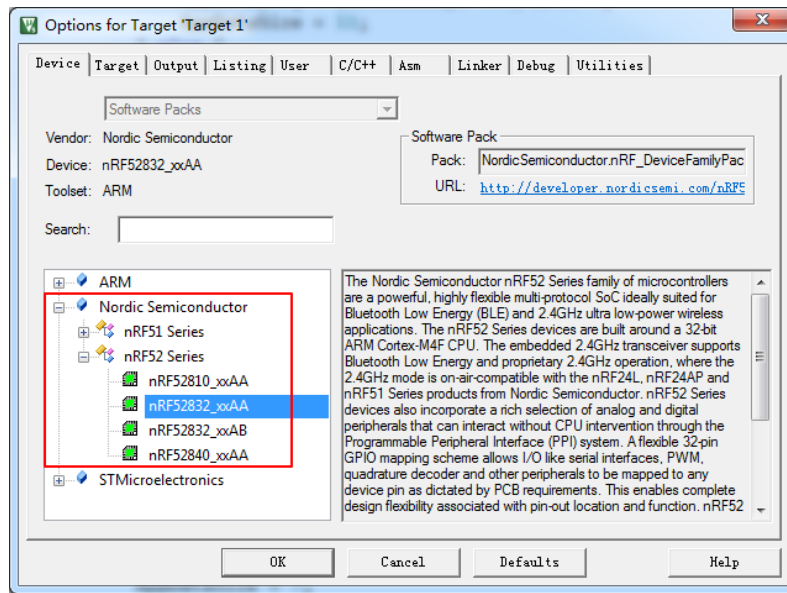 Options for Target 'Target 1'
Device Target Output Listing User C/C++ Asm Linker Debug Utilities
Software Packs
Vendor: Nordic Semiconductor
Device: nRF52832_xxAA
Toolset: ARM
Search:
Software Pack
Pack: NordicSemiconductor.nRF_DeviceFamilyPac
URL: http://developer.nordicsemi.com/nRF5
ARM
Nordic Semiconductor
nRF51 Series
nRF52 Series
nRF52810_xxAA
nRF52832_xxAA
nRF52832_xxAB
nRF52840_xxAA
STMicroelectronics
The Nordic Semiconductor nRF52 Series family of microcontrollers
are a powerful, highly flexible multi-protocol SoC ideally suited for
Bluetooth Low Energy (BLE) and 2.4GHz ultra low-power wireless
applications. The nRF52 Series devices are built around a 32-bit
ARM Cortex-M4F CPU. The embedded 2.4GHz transceiver supports
Bluetooth Low Energy and proprietary 2.4GHz operation, where the
2.4GHz mode is on-air-compatible with the nRF24L, nRF24AP and
nRF51 Series products from Nordic Semiconductor. nRF52 Series
devices also incorporate a rich selection of analog and digital
peripherals that can interact without CPU intervention through the
Programmable Peripheral Interface (PPI) system. A flexible 32-pin
GPIO mapping scheme allows I/O like serial interfaces, PWM,
quadrature decoder and other peripherals to be mapped to any
device pin as dictated by PCB requirements. This enables complete
design flexibility associated with pin-out location and function. nRF52
OK Cancel Defaults Help